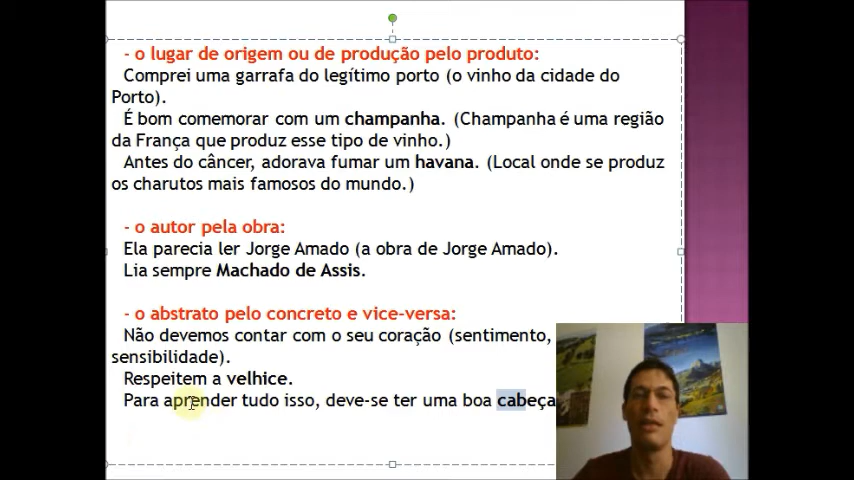 - o lugar de origem ou de produção pelo produto:
Comprei uma garrafa do legítimo porto (o vinho da cidade do
Porto).
É bom comemorar com um champanha. (Champanha é uma região
da França que produz esse tipo de vinho.)
Antes do câncer, adorava fumar um havana. (Local onde se produz
os charutos mais famosos do mundo.)
- o autor pela obra:
Ela parecia ler Jorge Amado (a obra de Jorge Amado).
Lia sempre Machado de Assis.
- o abstrato pelo concreto e vice-versa:
Não devemos contar com o seu coração (sentimento,
sensibilidade).
Respeitem a velhice.
Para aprender tudo isso, deve-se ter uma boa cabeça